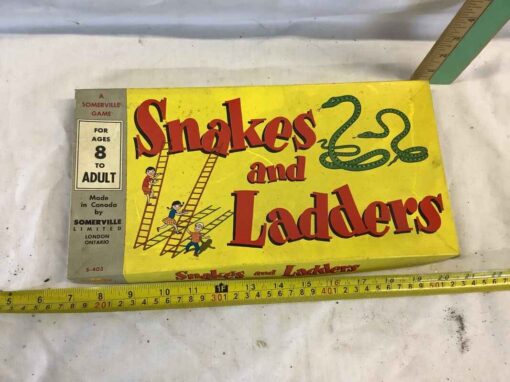 A
SOMERVILLE
GAME
FOR
AGES
8
TO
ADULT
Made
in Canada
by
SOMERVILLE
LIMITED
LONDON
ONTARIO
S-403
Snakes
and
Ladders
Snakes and Ladders